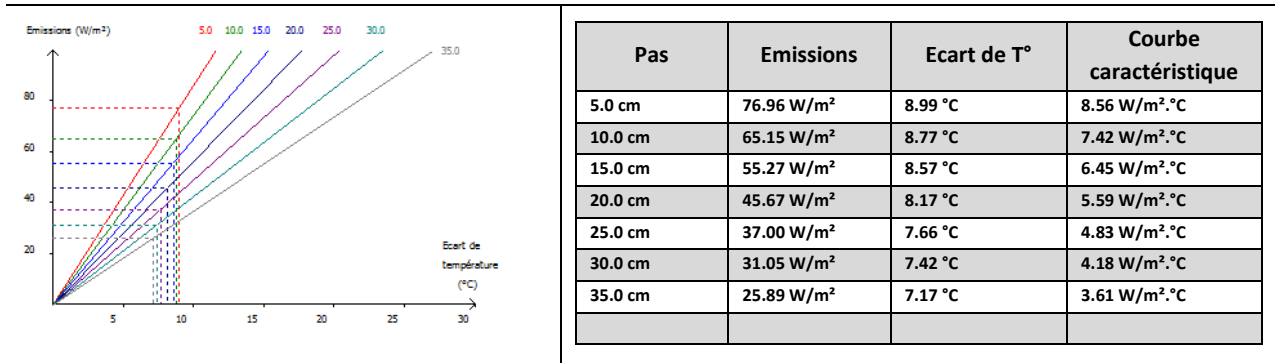 Emissions (W/m²)
5.0 10.0 15.0 20.0 25.0 30.0
35.0
80
60
40
20
Ecart de
température
(°C)
5 10 15 20 25 30
Pas Emissions Ecart de T° Courbe caractéristique
5.0 cm 76.96 W/m² 8.99 °C 8.56 W/m².°C
10.0 cm 65.15 W/m² 8.77 °C 7.42 W/m².°C
15.0 cm 55.27 W/m² 8.57 °C 6.45 W/m².°C
20.0 cm 45.67 W/m² 8.17 °C 5.59 W/m².°C
25.0 cm 37.00 W/m² 7.66 °C 4.83 W/m².°C
30.0 cm 31.05 W/m² 7.42 °C 4.18 W/m².°C
35.0 cm 25.89 W/m² 7.17 °C 3.61 W/m².°C